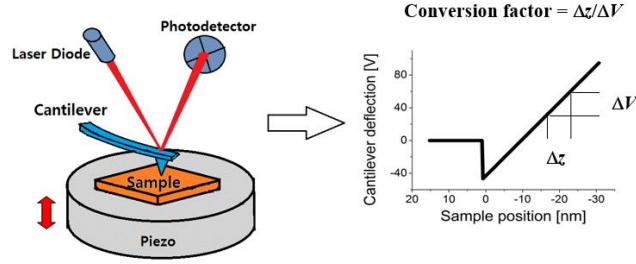 Laser Diode
Photodetector
Cantilever
Sample
Piezo
Conversion factor = Δz/ΔV
Cantilever deflection [V]
80
40
0
-40
ΔV
Δz
20
10
0
-10
-20
-30
Sample position [nm]